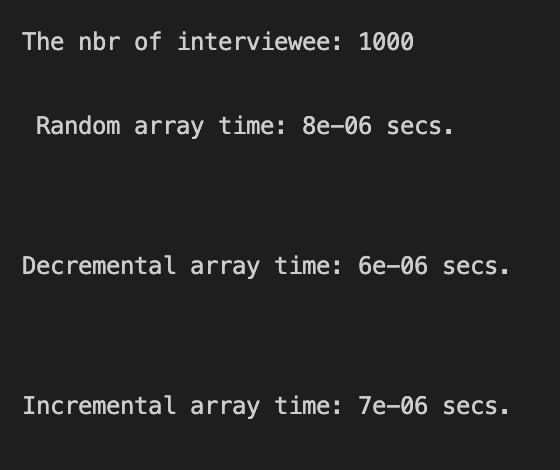 The nbr of interviewee: 1000
Random array time: 8e-06 secs.
Decremental array time: 6e-06 secs.
Incremental array time: 7e-06 secs.